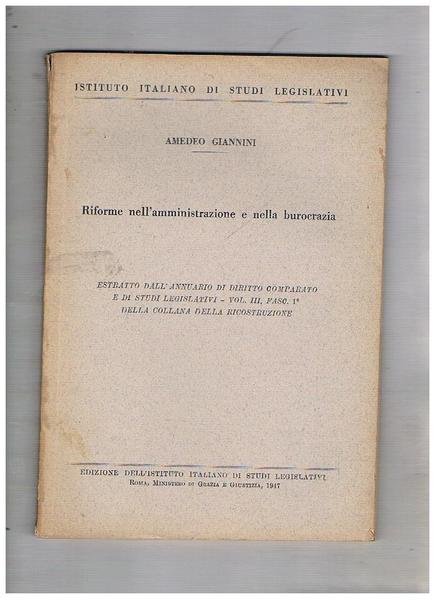 ISTITUTO ITALIANO DI STUDI LEGISLATIVI
AMEDEO GIANNINI
Riforme nell'amministrazione e nella burocrazia
ESTRATTO DALL'ANNUARIO DI DIRITTO COMPARATO
E DI STUDI LEGISLATIVI - VOL. III, FASC. 1°
DELLA COLLANA DELLA RICOSTRUZIONE
EDIZIONE DELL'ISTITUTO ITALIANO DI STUDI LEGISLATIVI
ROMA, MINISTERO DI GRAZIA E GIUSTIZIA, 1947